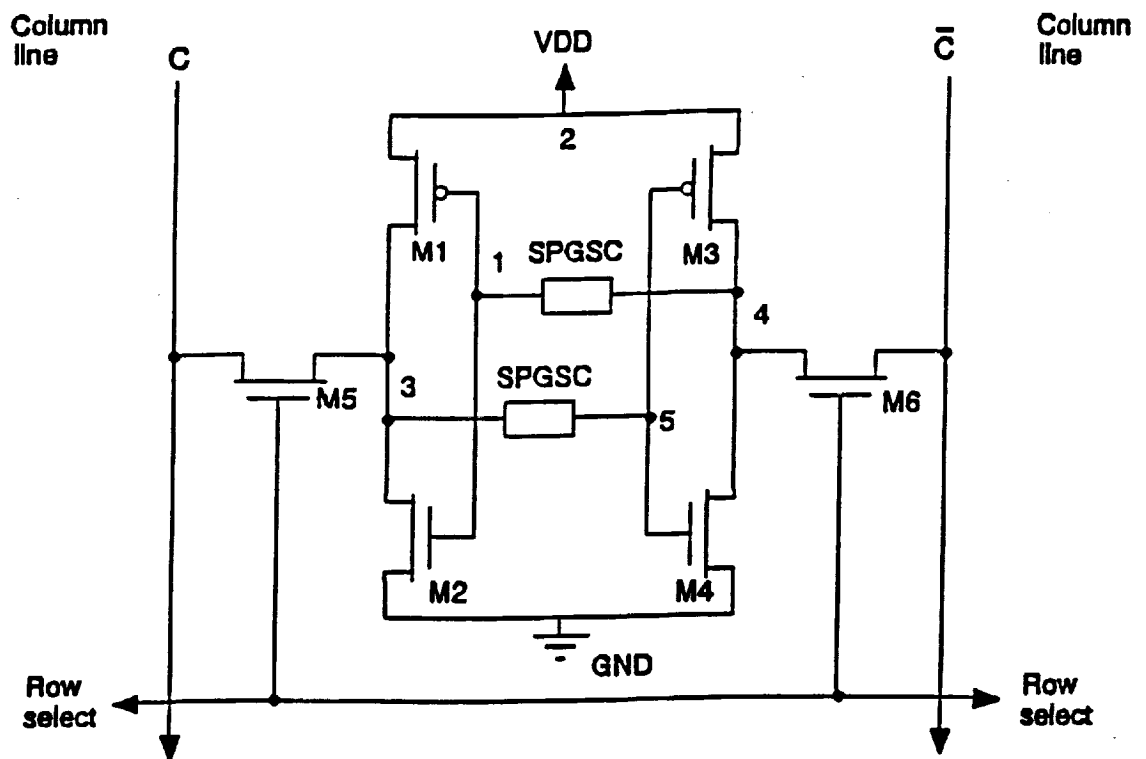 Column
line
C
VDD
C̅
Column
line
2
M1
SPGSC
M3
1
4
SPGSC
3
M5
5
M6
M2
M4
GND
Row
select
Row
select